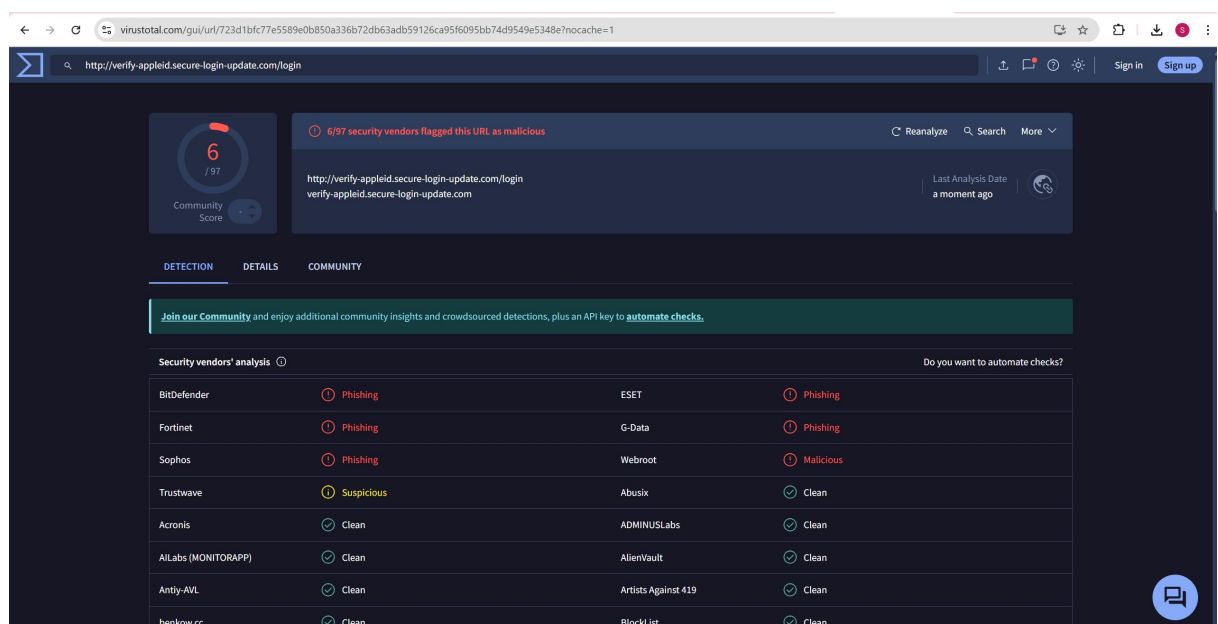 virustotal.com/gui/url/723d1bfc77e5589e0b850a336b72db63adb59126ca95f6095bb74d9549e5348e?nocache=1
S
http://verify-appleid.secure-login-update.com/login
Sign in
Sign up
6
/ 97
Community
Score
6/97 security vendors flagged this URL as malicious
Reanalyze
Search
More
http://verify-appleid.secure-login-update.com/login
verify-appleid.secure-login-update.com
Last Analysis Date
a moment ago
DETECTION DETAILS COMMUNITY
Join our Community and enjoy additional community insights and crowdsourced detections, plus an API key to automate checks.
Security vendors' analysis
Do you want to automate checks?
BitDefender Phishing ESET Phishing
Fortinet Phishing G-Data Phishing
Sophos Phishing Webroot Malicious
Trustwave Suspicious Abusix Clean
Acronis Clean ADMINUSLabs Clean
AILabs (MONITORAPP) Clean AlienVault Clean
Antiy-AVL Clean Artists Against 419 Clean
benkow.cc Clean BlockList Clean